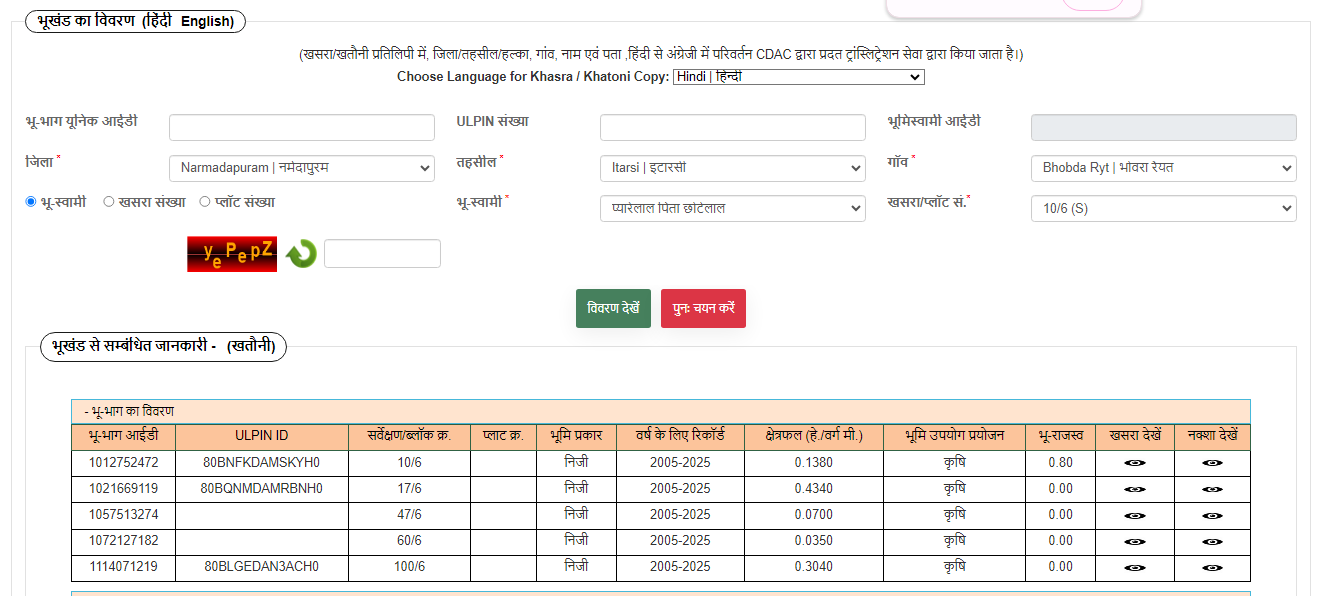 भूखंड का विवरण (हिंदी English)
(खसरा/खतौनी प्रतिलिपी में, जिला/तहसील/हल्का, गांव, नाम एवं पता ,हिंदी से अंग्रेजी में परिवर्तन CDAC द्वारा प्रदत ट्रांस्लिट्रेशन सेवा द्वारा किया जाता है।)
Choose Language for Khasra / Khatoni Copy: Hindi | हिन्दी
भू-भाग यूनिक आईडी ULPIN संख्या भूमिस्वामी आईडी
जिला * Narmadapuram | नर्मदापुरम तहसील * Itarsi | इटारसी गाँव * Bhobda Ryt | भोवरा रैयत
भू-स्वामी खसरा संख्या प्लॉट संख्या भू-स्वामी * प्यारेलाल पिता छोटेलाल खसरा/प्लॉट सं.* 10/6 (S)
yePepZ
विवरण देखें पुनः चयन करें
भूखंड से सम्बंधित जानकारी - (खतौनी)
- भू-भाग का विवरण
भू-भाग आईडी ULPIN ID सर्वेक्षण/ब्लॉक क्र. प्लाट क्र. भूमि प्रकार वर्ष के लिए रिकॉर्ड क्षेत्रफल (हे./वर्ग मी.) भूमि उपयोग प्रयोजन भू-राजस्व खसरा देखें नक्शा देखें
1012752472 80BNFKDAMSKYH0 10/6 निजी 2005-2025 0.1380 कृषि 0.80
1021669119 80BQNMDAMRBNH0 17/6 निजी 2005-2025 0.4340 कृषि 0.00
1057513274 47/6 निजी 2005-2025 0.0700 कृषि 0.00
1072127182 60/6 निजी 2005-2025 0.0350 कृषि 0.00
1114071219 80BLGEDAN3ACH0 100/6 निजी 2005-2025 0.3040 कृषि 0.00